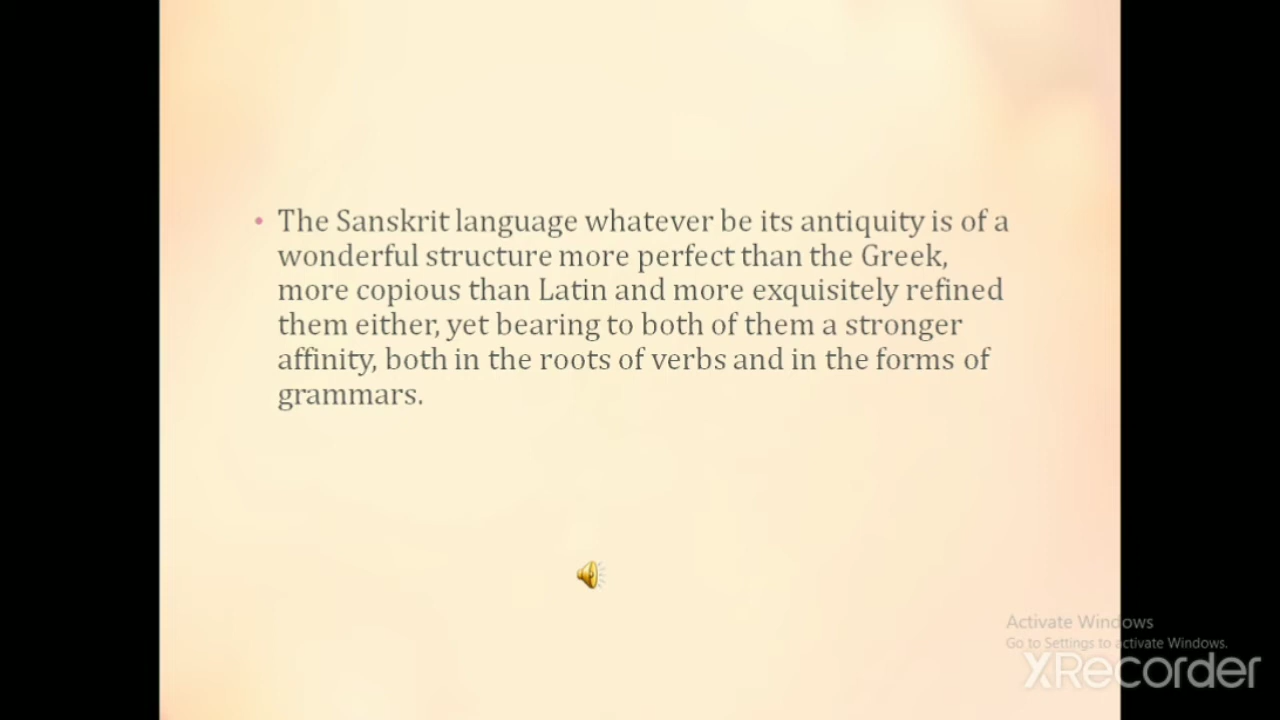 • The Sanskrit language whatever be its antiquity is of a
wonderful structure more perfect than the Greek,
more copious than Latin and more exquisitely refined
them either, yet bearing to both of them a stronger
affinity, both in the roots of verbs and in the forms of
grammars.
Activate Windows
Go to Settings to activate Windows.
XRecorder